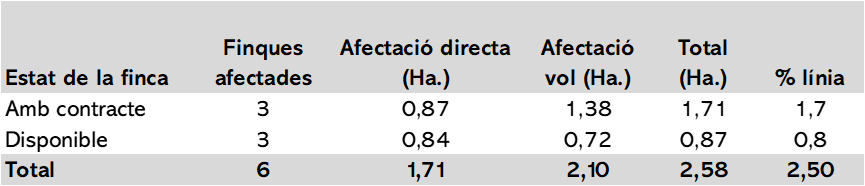 Estat de la finca Finques afectades Afectació directa (Ha.) Afectació vol (Ha.) Total (Ha.) % línia
Amb contracte 3 0,87 1,38 1,71 1,7
Disponible 3 0,84 0,72 0,87 0,8
Total 6 1,71 2,10 2,58 2,50